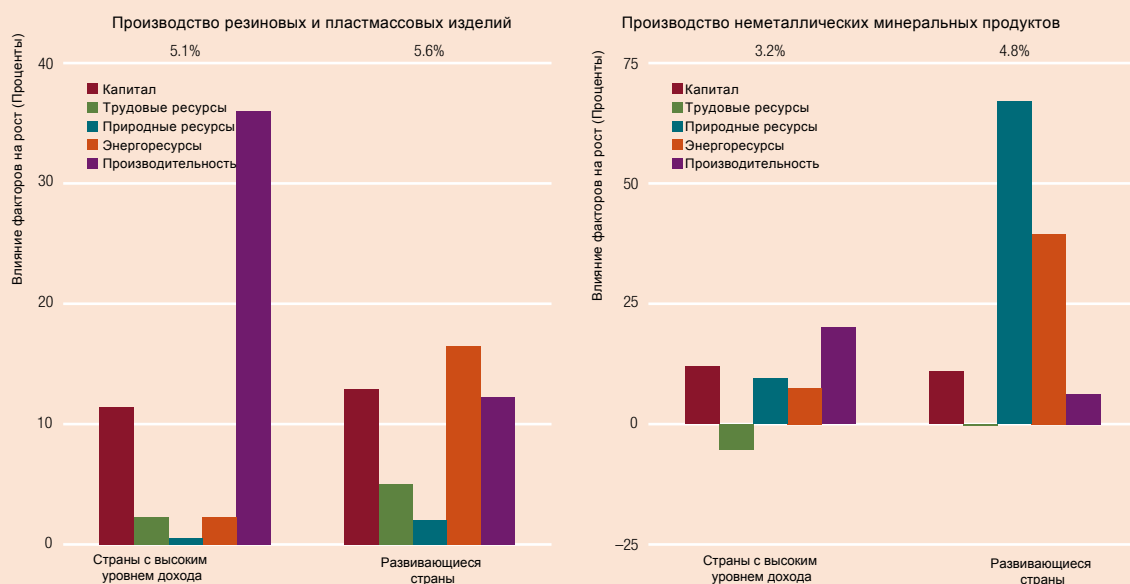 Производство резиновых и пластмассовых изделий
5.1%
5.6%
Влияние факторов на рост (Проценты)
40
30
20
10
0
Капитал
Трудовые ресурсы
Природные ресурсы
Энергоресурсы
Производительность
Страны с высоким
уровнем дохода
Развивающиеся
страны
Производство неметаллических минеральных продуктов
3.2%
4.8%
Влияние факторов на рост (Проценты)
75
50
25
0
–25
Капитал
Трудовые ресурсы
Природные ресурсы
Энергоресурсы
Производительность
Страны с высоким
уровнем дохода
Развивающиеся
страны